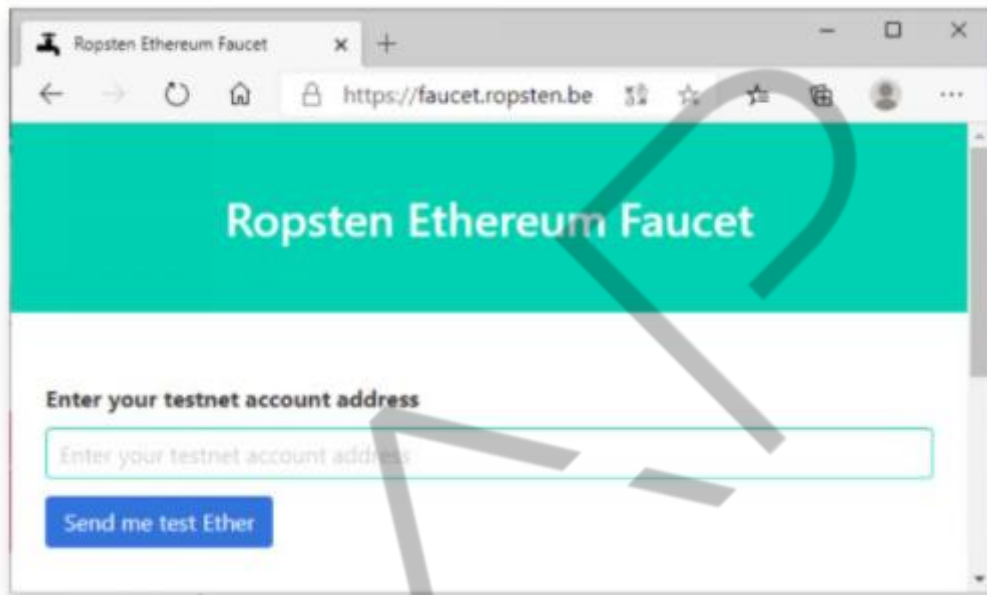 Ropsten Ethereum Faucet
https://faucet.ropsten.be
Ropsten Ethereum Faucet
Enter your testnet account address
Enter your testnet account address
Send me test Ether